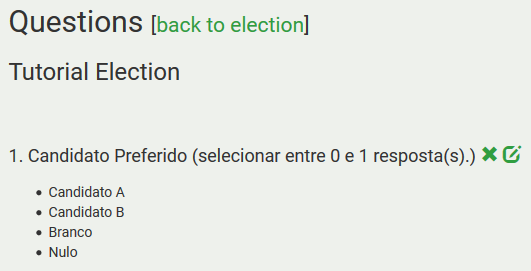 Questions [back to election]
Tutorial Election
1. Candidato Preferido (selecionar entre 0 e 1 resposta(s).)
Candidato A
Candidato B
Branco
Nulo